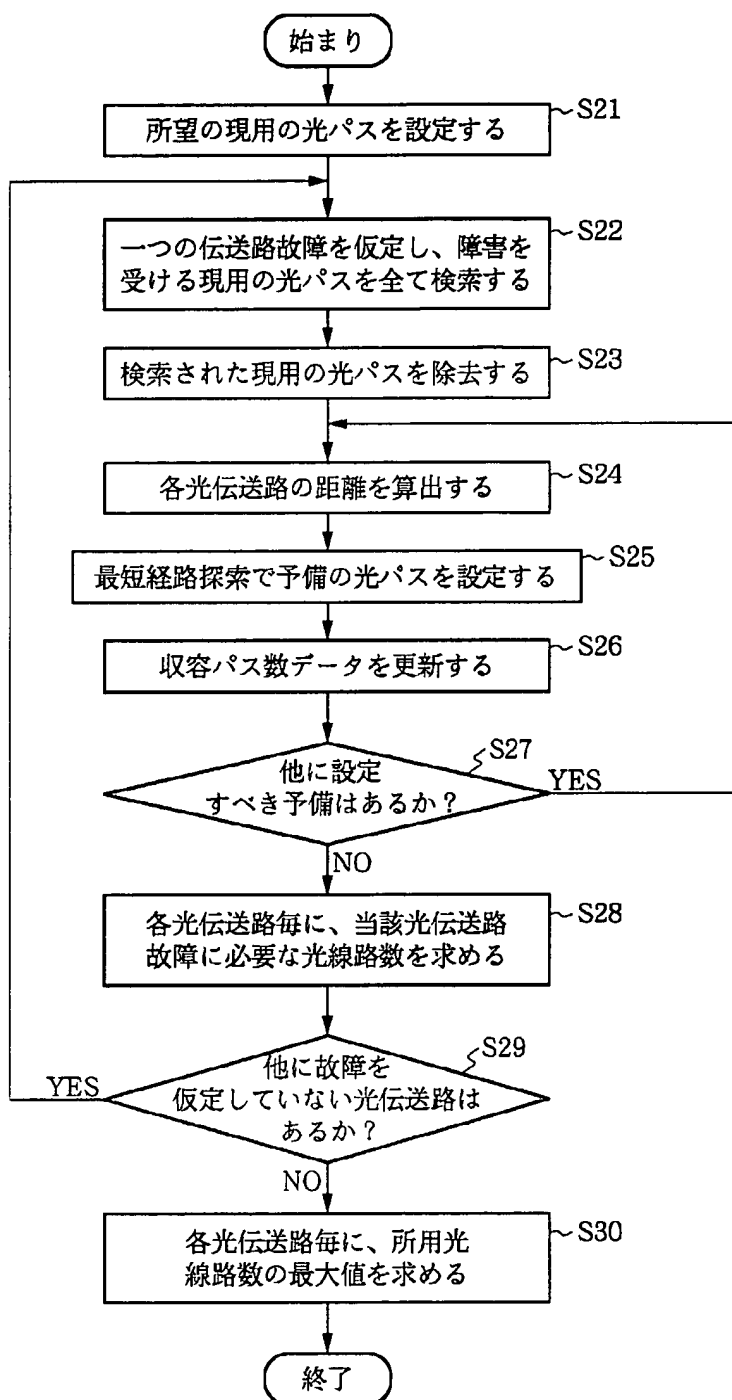 始まり
所望の現用の光パスを設定する
S21
一つの伝送路故障を仮定し、障害を
受ける現用の光パスを全て検索する
S22
検索された現用の光パスを除去する
S23
各光伝送路の距離を算出する
S24
最短経路探索で予備の光パスを設定する
S25
収容パス数データを更新する
S26
他に設定
すべき予備はあるか？
S27
YES
NO
各光伝送路毎に、当該光伝送路
故障に必要な光線路数を求める
S28
他に故障を
仮定していない光伝送路は
あるか？
S29
YES
NO
各光伝送路毎に、所用光
線路数の最大値を求める
S30
終了